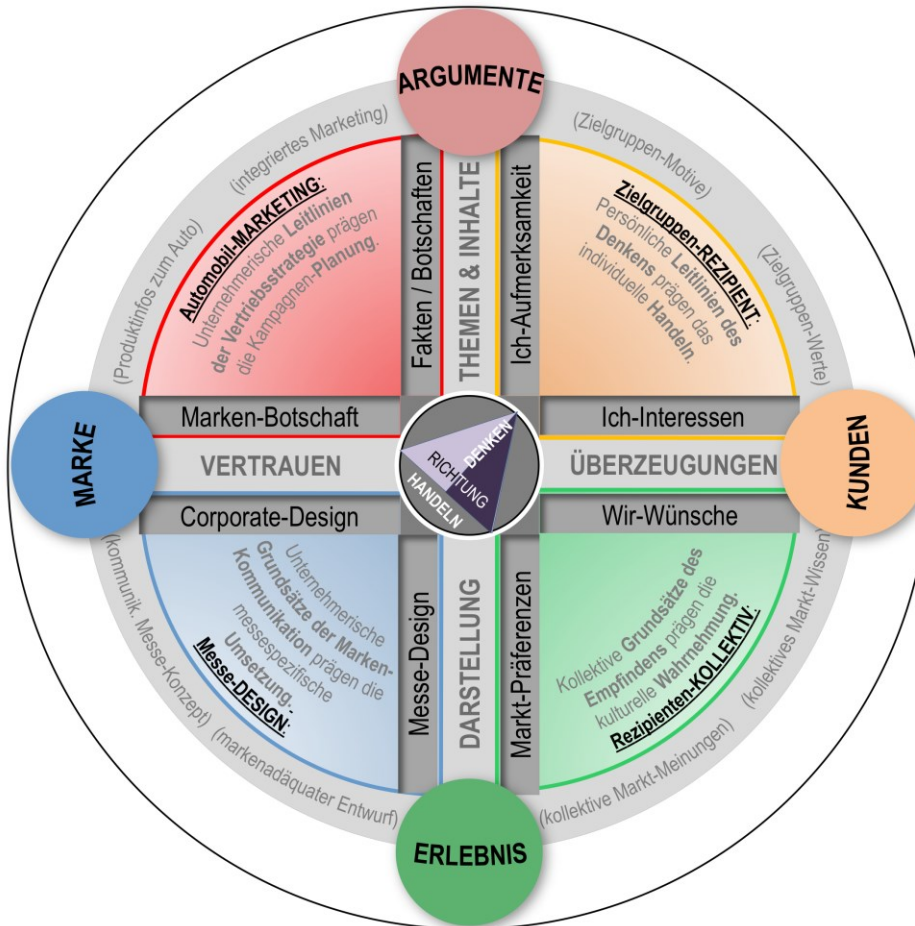 ARGUMENTE
(integriertes Marketing)
(Produktinfos zum Auto)
Automobil-MARKETING:
Unternehmerische Leitlinien
der Vertriebsstrategie prägen
die Kampagnen-Planung.
Fakten / Botschaften
THEMEN & INHALTE
Ich-Aufmerksamkeit
(Zielgruppen-Motive)
(Zielgruppen-Werte)
Zielgruppen-REZIPIENT:
Persönliche Leitlinien des
Denkens prägen das
individuelle Handeln.
Marken-Botschaft
Ich-Interessen
MARKE
VERTRAUEN
DENKEN
RICHTUNG
HANDELN
ÜBERZEUGUNGEN
KUNDEN
Corporate-Design
Wir-Wünsche
Unternehmerische
Grundsätze der Marken-
Kommunikation prägen die
messespezifische
Umsetzung.
Messe-DESIGN:
(kommunik. Messe-Konzept)
(markenadäquater Entwurf)
Messe-Design
DARSTELLUNG
Markt-Präferenzen
Kollektive Grundsätze des
Empfindens prägen die
kulturelle Wahrnehmung.
Rezipienten-KOLLEKTIV:
(kollektives Markt-Wissen)
(kollektive Markt-Meinungen)
ERLEBNIS